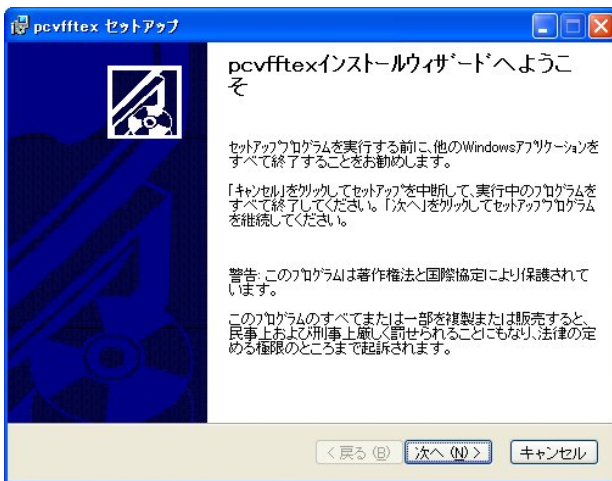 pcvfftex セットアップ
pcvfftexインストールウィザードへようこ
そ
セットアッププログラムを実行する前に、他のWindowsアプリケーションを
すべて終了することをお勧めします。
「キャンセル」をクリックしてセットアップを中断して、実行中のプログラムを
すべて終了してください。「次へ」をクリックしてセットアッププログラム
を継続してください。
警告: このプログラムは著作権法と国際協定により保護されて
います。
このプログラムのすべてまたは一部を複製または販売すると、
民事上および刑事上厳しく罰せられることにもなり、法律の定
める極限のところまで起訴されます。
< 戻る (B) 次へ (N) > キャンセル